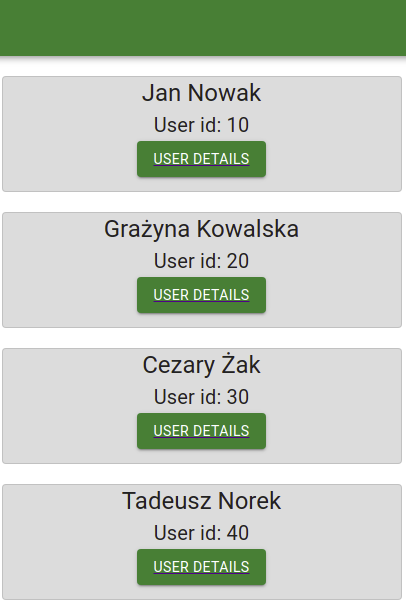 Jan Nowak
User id: 10
USER DETAILS
Grażyna Kowalska
User id: 20
USER DETAILS
Cezary Żak
User id: 30
USER DETAILS
Tadeusz Norek
User id: 40
USER DETAILS